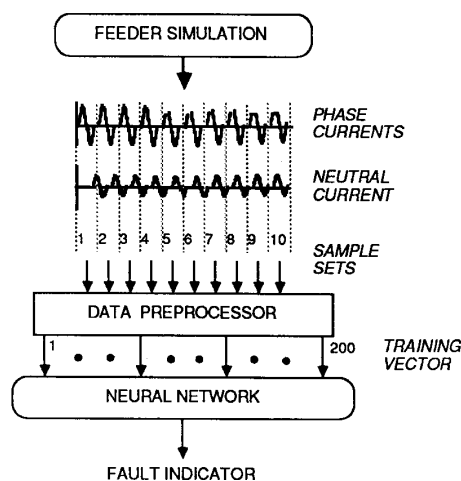 FEEDER SIMULATION
PHASE
CURRENTS
NEUTRAL
CURRENT
1 2 3 4 5 6 7 8 9 10
SAMPLE
SETS
DATA PREPROCESSOR
1 200
TRAINING
VECTOR
NEURAL NETWORK
FAULT INDICATOR